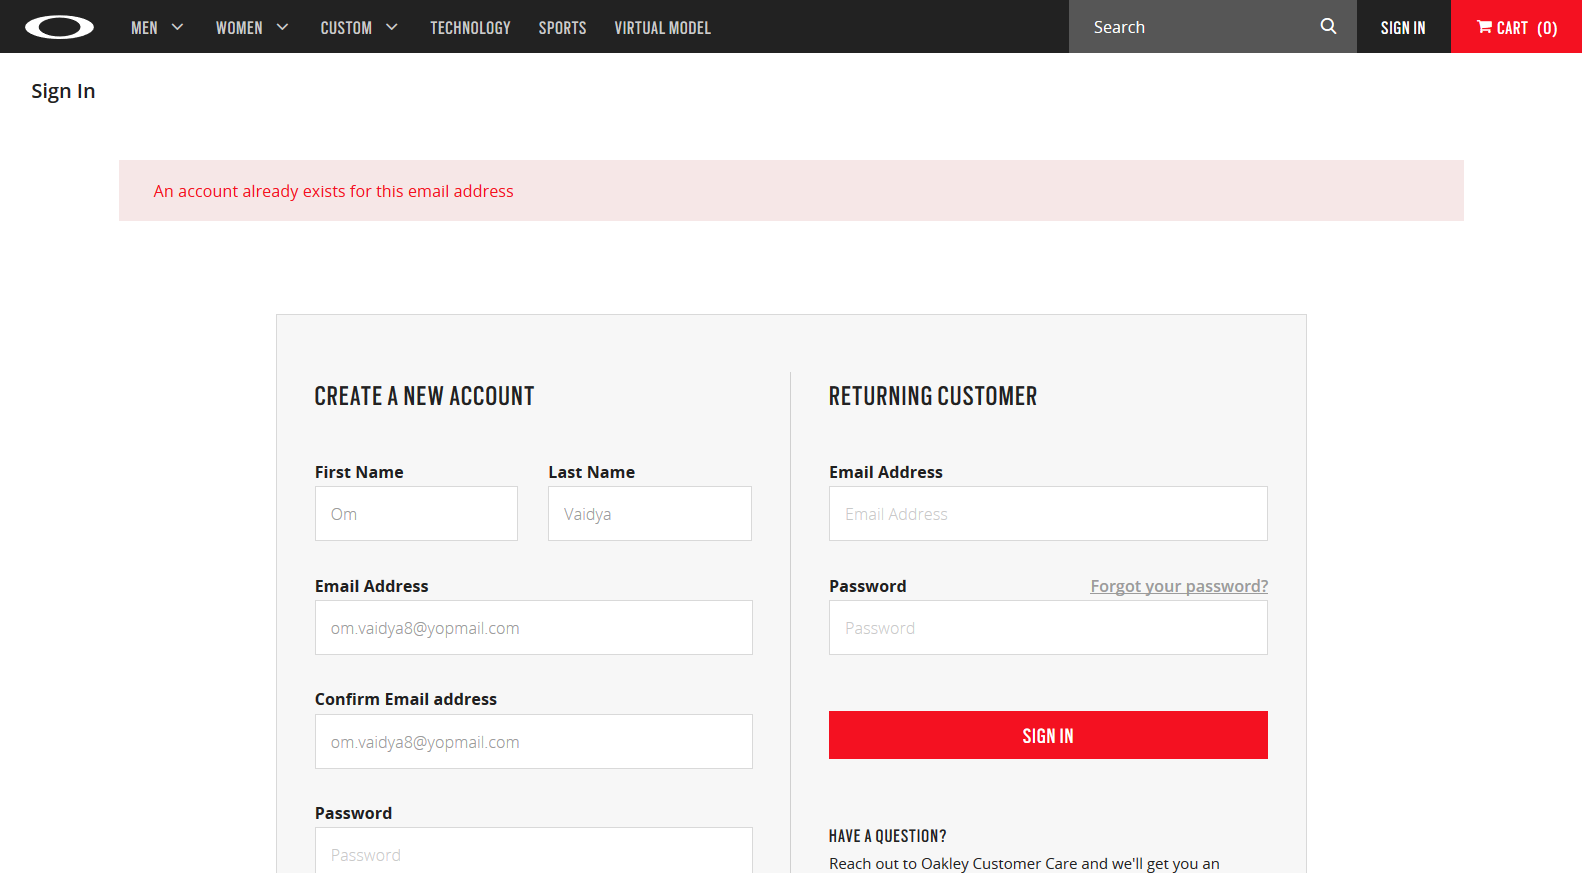 MEN WOMEN CUSTOM TECHNOLOGY SPORTS VIRTUAL MODEL Search SIGN IN CART (0)
Sign In
An account already exists for this email address
CREATE A NEW ACCOUNT
First Name Last Name
Om Vaidya
Email Address
om.vaidya8@yopmail.com
Confirm Email address
om.vaidya8@yopmail.com
Password
Password
RETURNING CUSTOMER
Email Address
Email Address
Password Forgot your password?
Password
SIGN IN
HAVE A QUESTION?
Reach out to Oakley Customer Care and we'll get you an